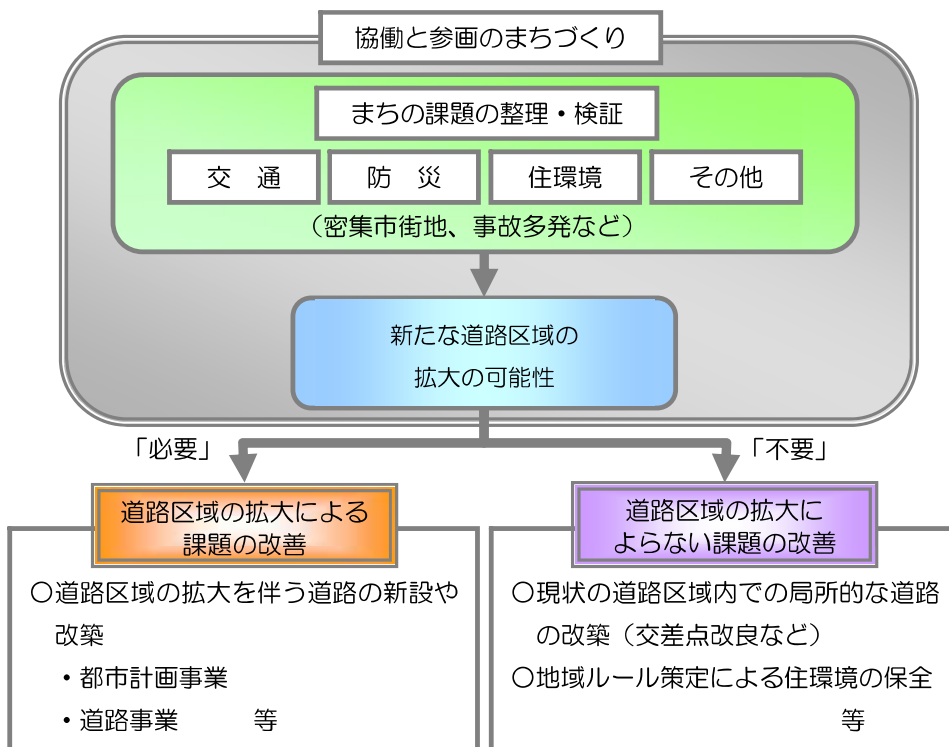 協働と参画のまちづくり
まちの課題の整理・検証
交　通
防　災
住環境
その他
（密集市街地、事故多発など）
新たな道路区域の
拡大の可能性
「必要」
「不要」
道路区域の拡大による
課題の改善
〇道路区域の拡大を伴う道路の新設や
改築
・都市計画事業
・道路事業　　　等
道路区域の拡大に
よらない課題の改善
〇現状の道路区域内での局所的な道路
の改築（交差点改良など）
〇地域ルール策定による住環境の保全
等